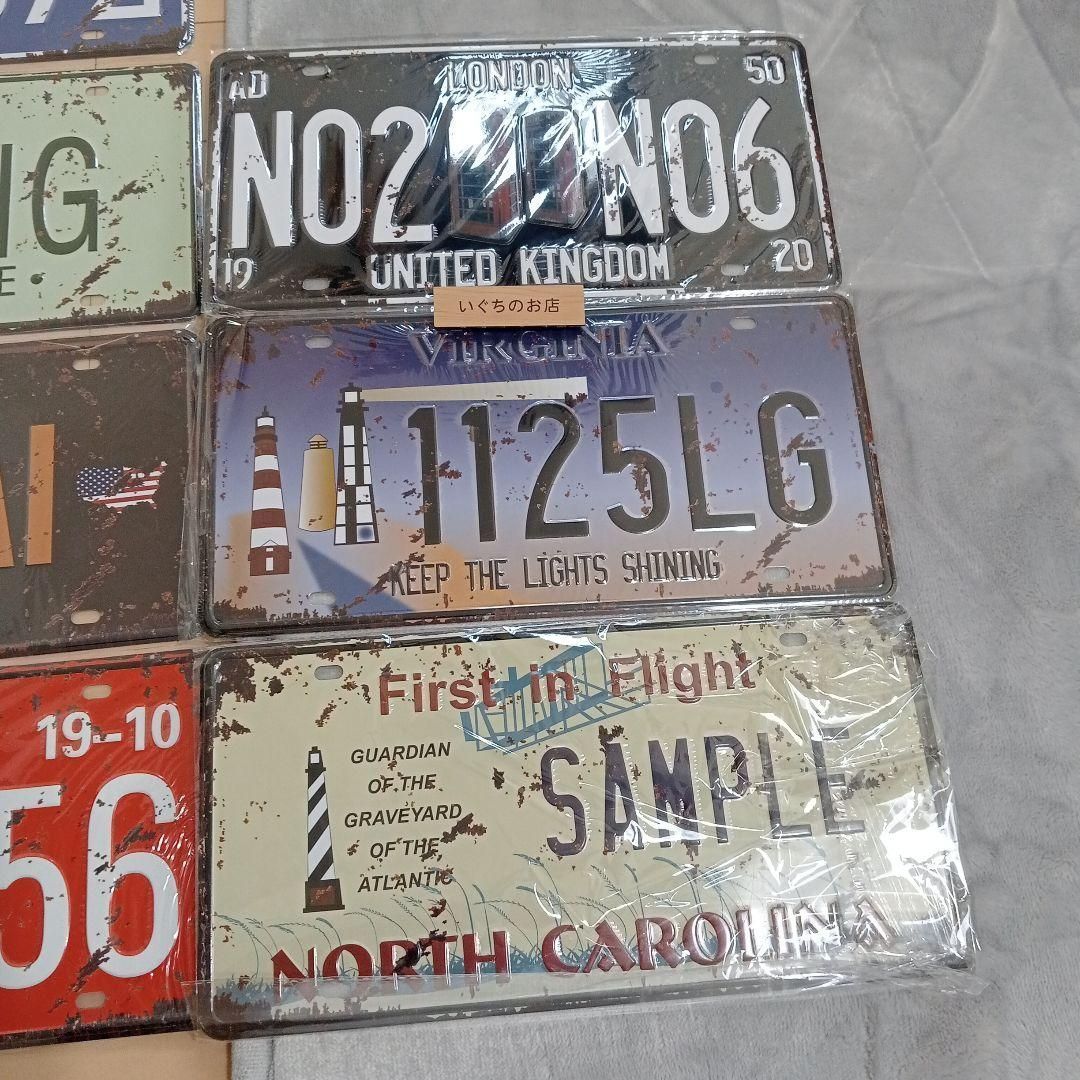 LONDON
AD 50
NO2 NO6
19 UNITED KINGDOM 20
いぐちのお店
VIRGINIA
1125LG
KEEP THE LIGHTS SHINING
First in Flight
GUARDIAN
OF THE
GRAVEYARD
OF THE
ATLANTIC
SAMPLE
NORTH CAROLINA
NG
E•
AI
19--10
56